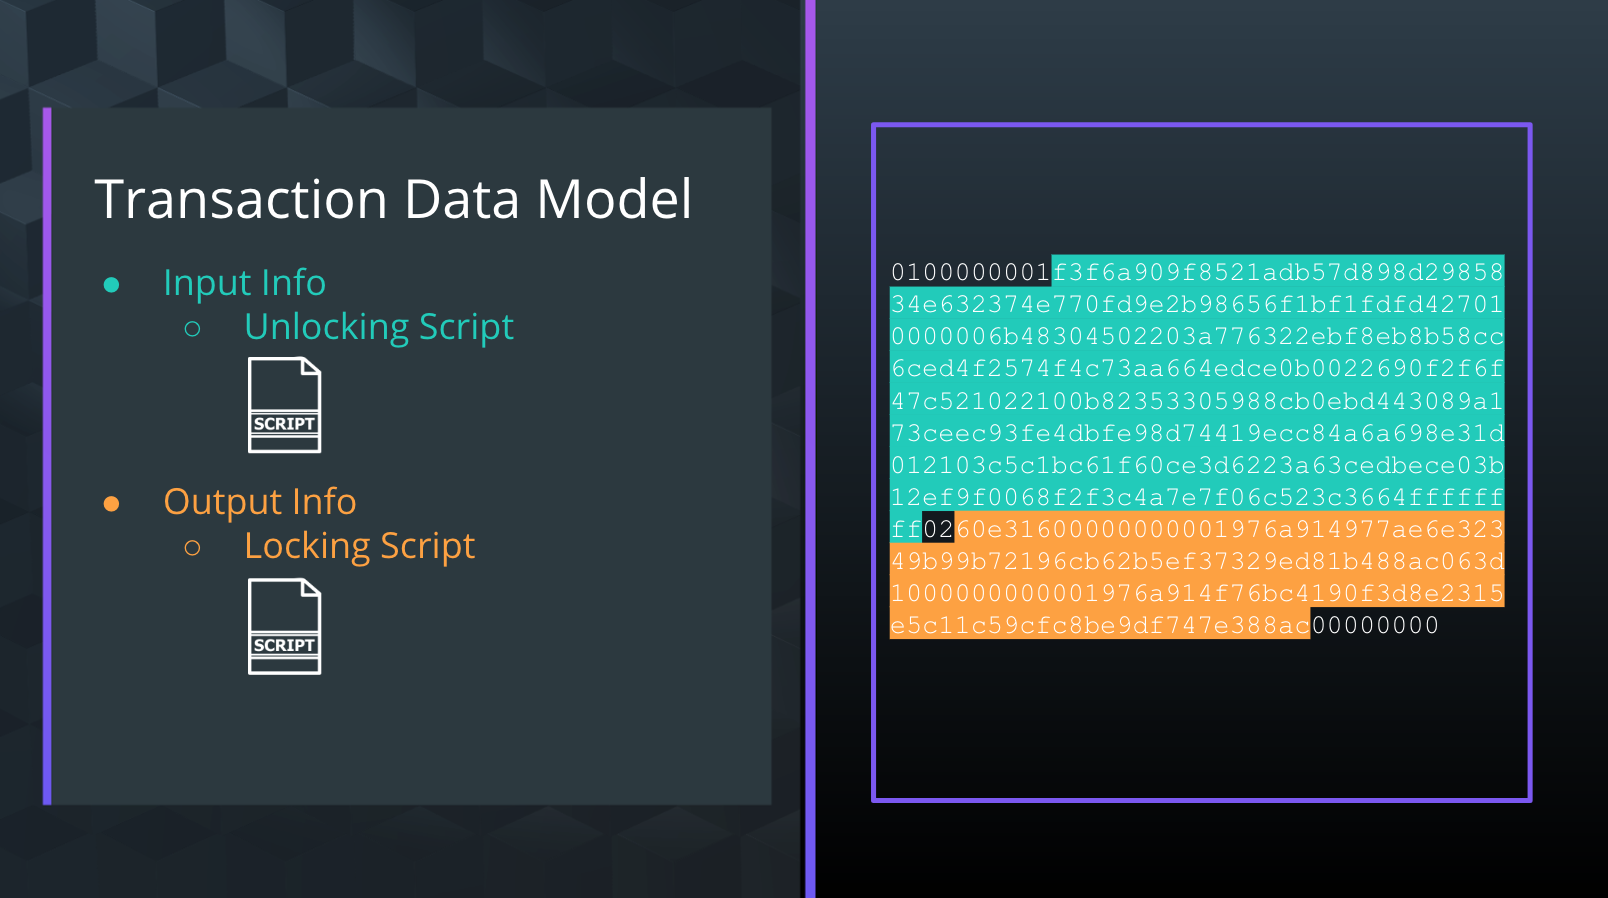 Transaction Data Model
● Input Info
○ Unlocking Script
SCRIPT
● Output Info
○ Locking Script
SCRIPT
0100000001f3f6a909f8521adb57d898d29858
34e632374e770fd9e2b98656f1bf1fdfd42701
0000006b48304502203a776322ebf8eb8b58cc
6ced4f2574f4c73aa664edce0b0022690f2f6f
47c521022100b82353305988cb0ebd443089a1
73ceec93fe4dbfe98d74419ecc84a6a698e31d
012103c5c1bc61f60ce3d6223a63cedbece03b
12ef9f0068f2f3c4a7e7f06c523c3664ffffff
ff0260e31600000000001976a914977ae6e323
49b99b72196cb62b5ef37329ed81b488ac063d
1000000000001976a914f76bc4190f3d8e2315
e5c11c59cfc8be9df747e388ac00000000